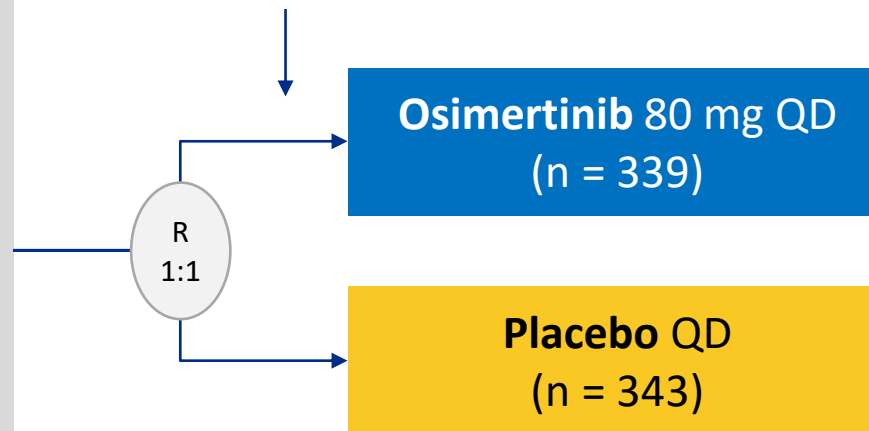 Osimertinib 80 mg QD
(n = 339)
R
1:1
Placebo QD
(n = 343)